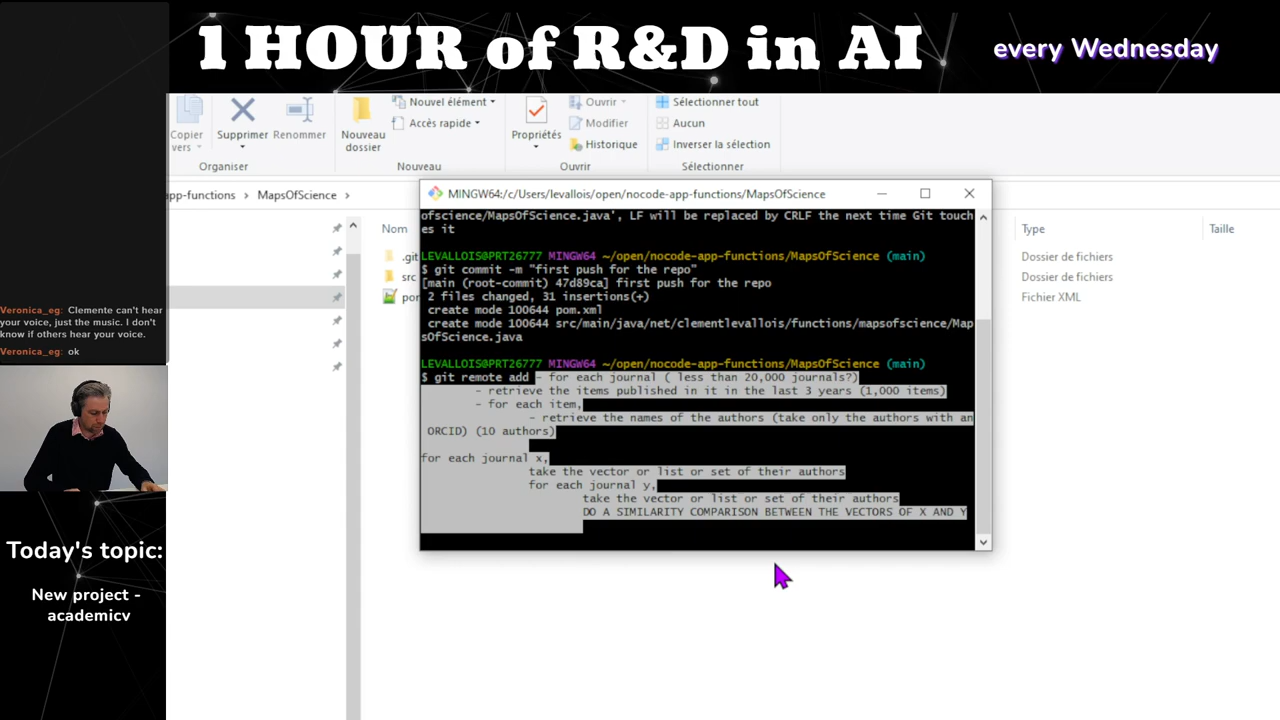 1 HOUR of R&D in AI
every Wednesday
Copier
vers
Supprimer
Renommer
Organiser
Nouveau
dossier
Nouvel élément
Accès rapide
Nouveau
Propriétés
Ouvrir
Modifier
Historique
Ouvrir
Sélectionner tout
Aucun
Inverser la sélection
Sélectionner
pp-functions > MapsOfScience >
Nom
Type
Taille
.git
Dossier de fichiers
src
Dossier de fichiers
por
Fichier XML
MINGW64:/c/Users/levallois/open/nocode-app-functions/MapsOfScience
ofscience/MapsOfScience.java', LF will be replaced by CRLF the next time Git touch
es it
LEVALLOIS@PRT26777 MINGW64 ~/open/nocode-app-functions/MapsOfScience (main)
$ git commit -m "first push for the repo"
[main (root-commit) 47d89ca] first push for the repo
2 files changed, 31 insertions(+)
create mode 100644 pom.xml
create mode 100644 src/main/java/net/clementlevallois/functions/mapsofscience/Map
sOfScience.java
LEVALLOIS@PRT26777 MINGW64 ~/open/nocode-app-functions/MapsOfScience (main)
$ git remote add - for each journal ( less than 20,000 journals?)
- retrieve the items published in it in the last 3 years (1,000 items)
- for each item,
- retrieve the names of the authors (take only the authors with an
ORCID) (10 authors)
for each journal x,
take the vector or list or set of their authors
for each journal y,
take the vector or list or set of their authors
DO A SIMILARITY COMPARISON BETWEEN THE VECTORS OF X AND Y
Veronica_eg: Clemente can't hear
your voice, just the music. I don't
know if others hear your voice.
Veronica_eg: ok
Today's topic:
New project -
academicv